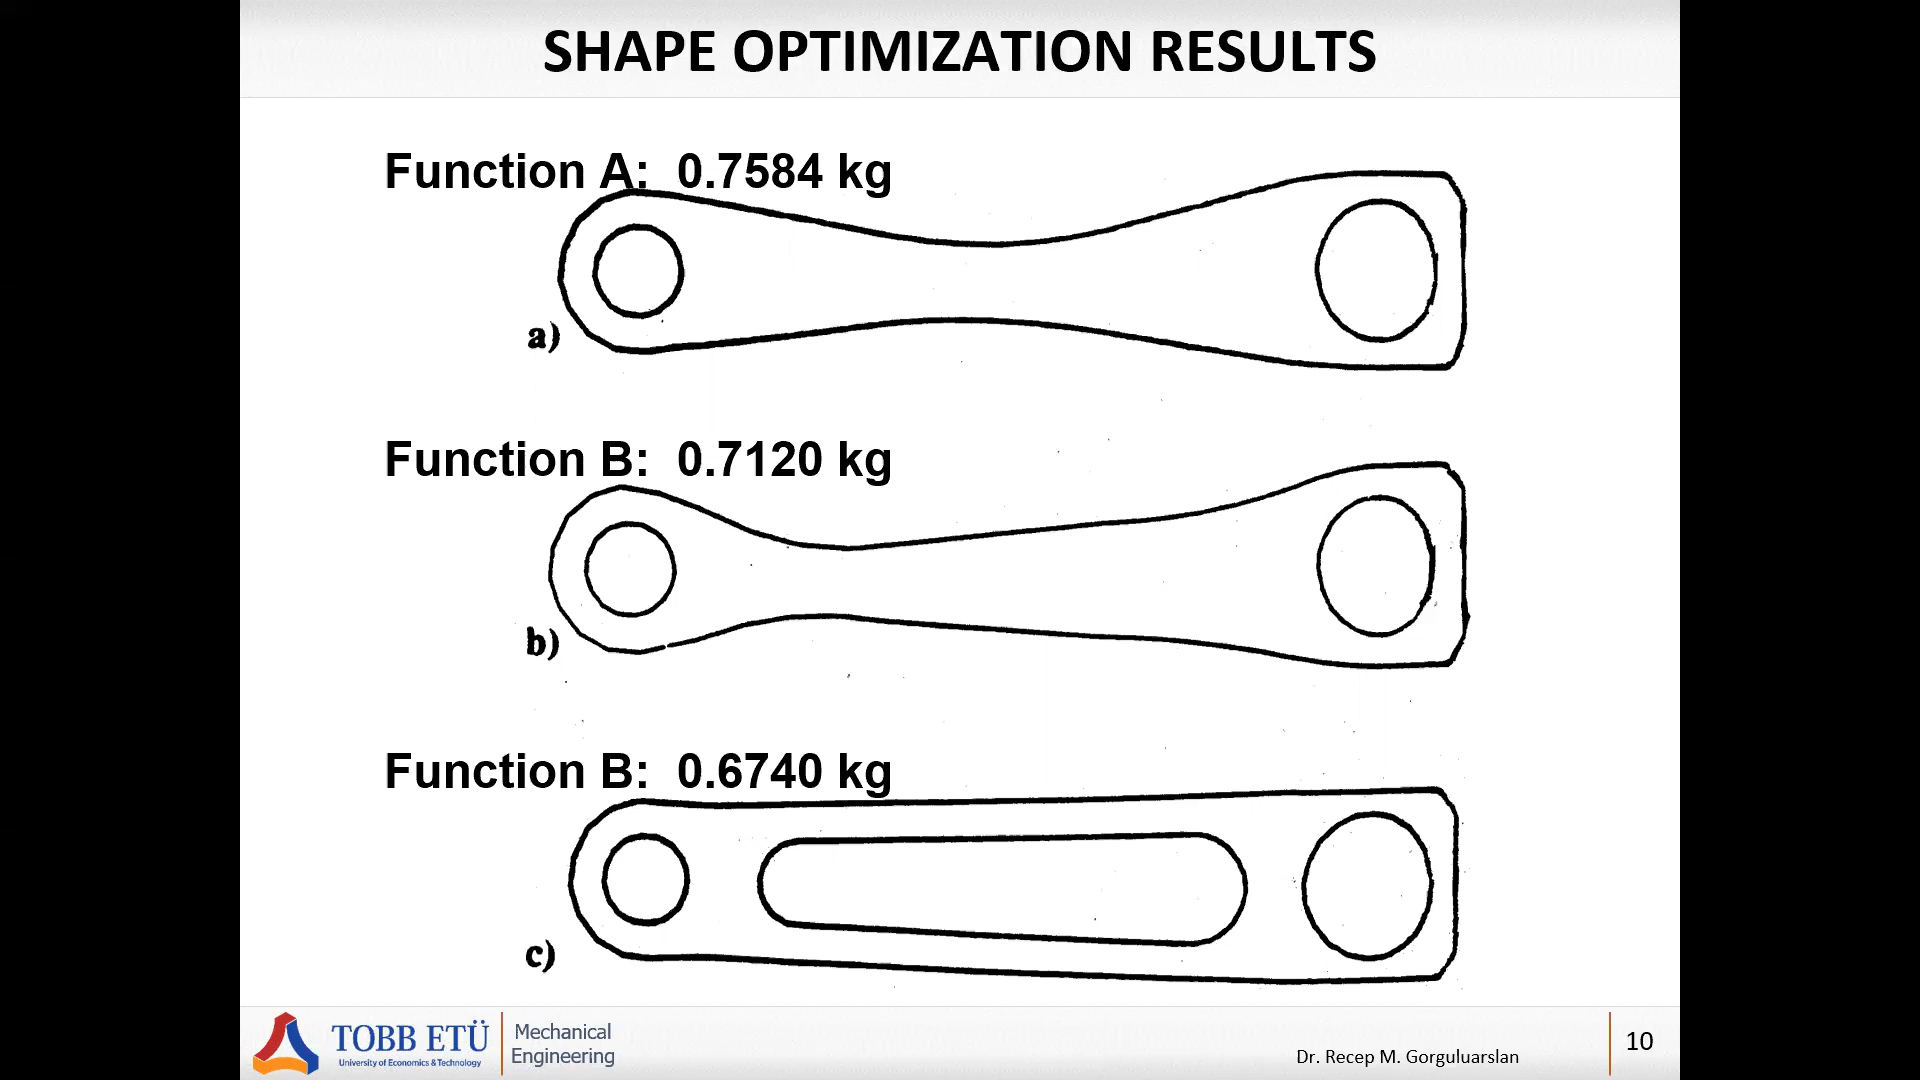 SHAPE OPTIMIZATION RESULTS
Function A: 0.7584 kg
a)
Function B: 0.7120 kg
b)
Function B: 0.6740 kg
c)
TOBB ETÜ
University of Economics & Technology
Mechanical
Engineering
Dr. Recep M. Gorguluarslan
10